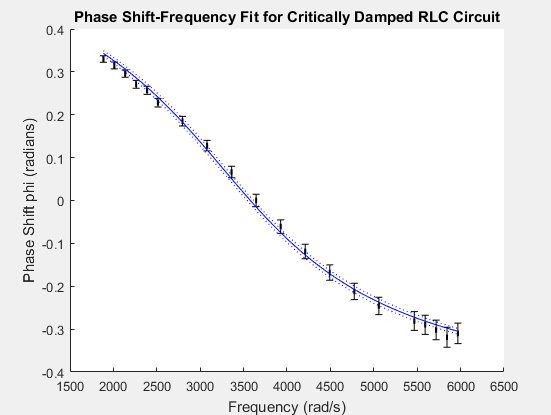 Phase Shift-Frequency Fit for Critically Damped RLC Circuit
0.4
0.3
0.2
0.1
0
-0.1
-0.2
-0.3
-0.4
Phase Shift phi (radians)
1500 2000 2500 3000 3500 4000 4500 5000 5500 6000 6500
Frequency (rad/s)